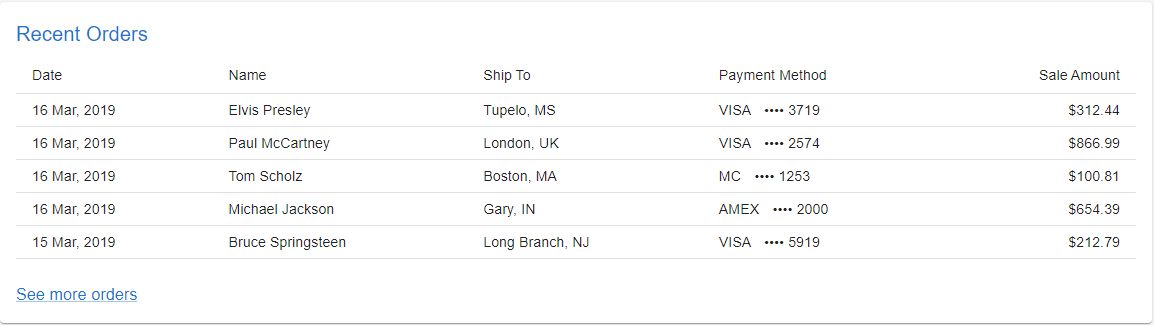 Recent Orders
Date Name Ship To Payment Method Sale Amount
16 Mar, 2019 Elvis Presley Tupelo, MS VISA •••• 3719 $312.44
16 Mar, 2019 Paul McCartney London, UK VISA •••• 2574 $866.99
16 Mar, 2019 Tom Scholz Boston, MA MC •••• 1253 $100.81
16 Mar, 2019 Michael Jackson Gary, IN AMEX •••• 2000 $654.39
15 Mar, 2019 Bruce Springsteen Long Branch, NJ VISA •••• 5919 $212.79
See more orders